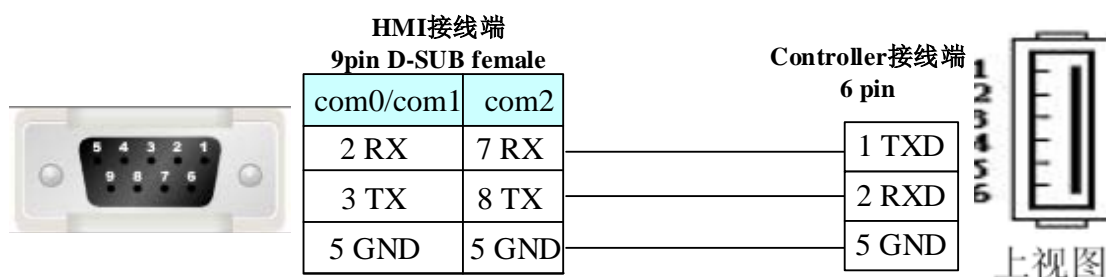 HMI接线端
9pin D-SUB female
com0/com1 com2
2 RX 7 RX
3 TX 8 TX
5 GND 5 GND
5 4 3 2 1
9 8 7 6
Controller接线端
6 pin
1 TXD
2 RXD
5 GND
1
2
3
4
5
6
上视图